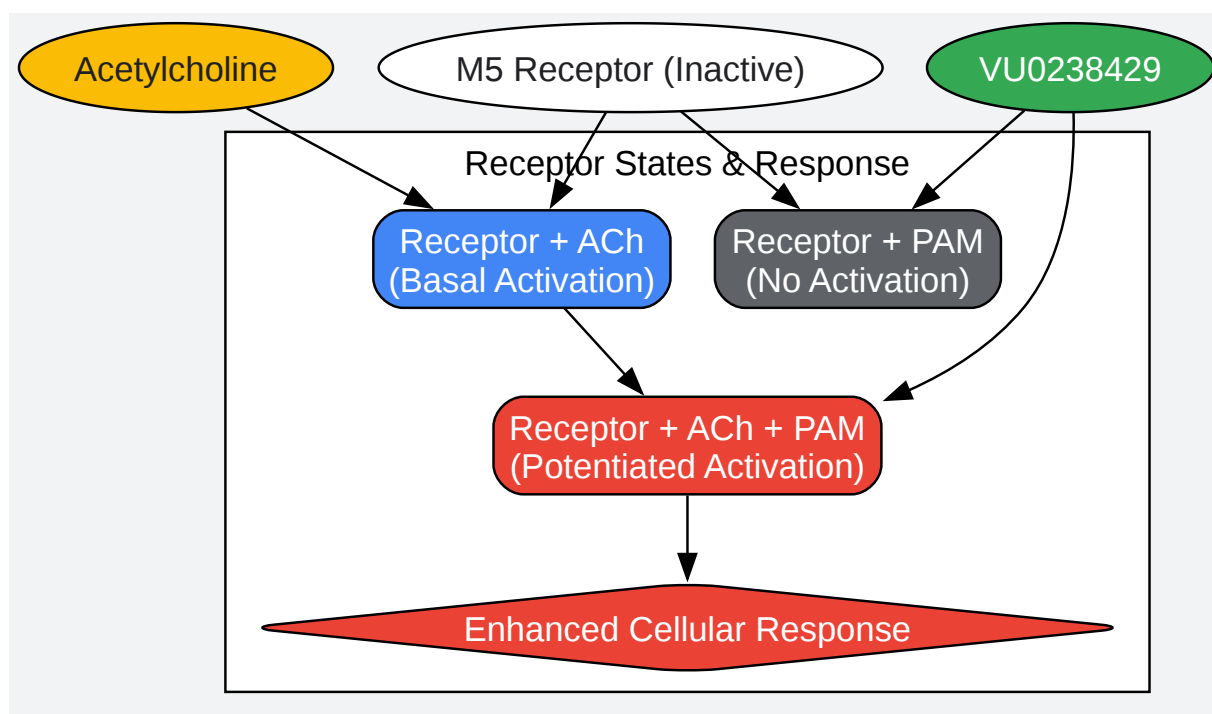 Acetylcholine
M5 Receptor (Inactive)
VU0238429
Receptor States & Response
Receptor + ACh
(Basal Activation)
Receptor + PAM
(No Activation)
Receptor + ACh + PAM
(Potentiated Activation)
Enhanced Cellular Response